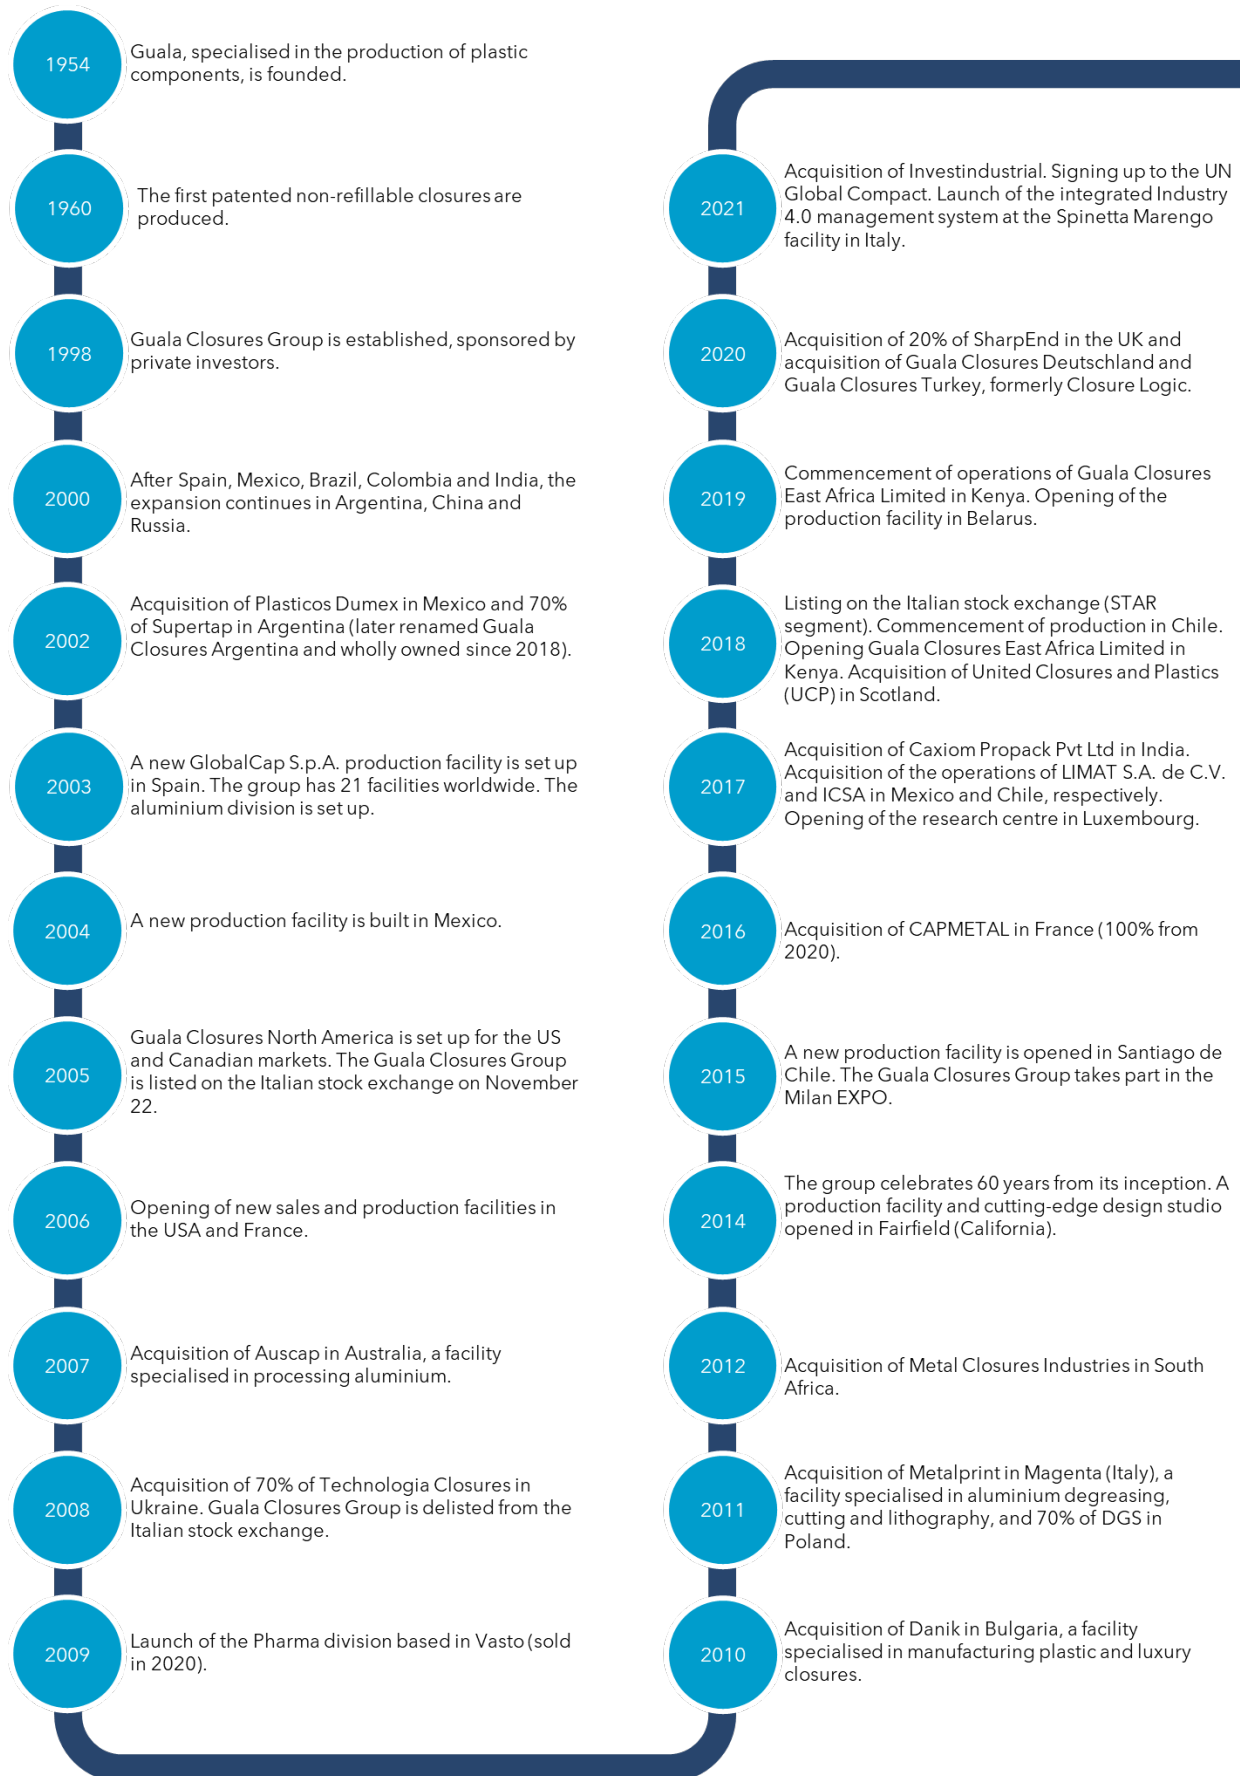 1954
Guala, specialised in the production of plastic
components, is founded.
1960
The first patented non-refillable closures are
produced.
1998
Guala Closures Group is established, sponsored by
private investors.
2000
After Spain, Mexico, Brazil, Colombia and India, the
expansion continues in Argentina, China and
Russia.
2002
Acquisition of Plasticos Dumex in Mexico and 70%
of Supertap in Argentina (later renamed Guala
Closures Argentina and wholly owned since 2018).
2003
A new GlobalCap S.p.A. production facility is set up
in Spain. The group has 21 facilities worldwide. The
aluminium division is set up.
2004
A new production facility is built in Mexico.
2005
Guala Closures North America is set up for the US
and Canadian markets. The Guala Closures Group
is listed on the Italian stock exchange on November
22.
2006
Opening of new sales and production facilities in
the USA and France.
2007
Acquisition of Auscap in Australia, a facility
specialised in processing aluminium.
2008
Acquisition of 70% of Technologia Closures in
Ukraine. Guala Closures Group is delisted from the
Italian stock exchange.
2009
Launch of the Pharma division based in Vasto (sold
in 2020).
2021
Acquisition of Investindustrial. Signing up to the UN
Global Compact. Launch of the integrated Industry
4.0 management system at the Spinetta Marengo
facility in Italy.
2020
Acquisition of 20% of SharpEnd in the UK and
acquisition of Guala Closures Deutschland and
Guala Closures Turkey, formerly Closure Logic.
2019
Commencement of operations of Guala Closures
East Africa Limited in Kenya. Opening of the
production facility in Belarus.
2018
Listing on the Italian stock exchange (STAR
segment). Commencement of production in Chile.
Opening Guala Closures East Africa Limited in
Kenya. Acquisition of United Closures and Plastics
(UCP) in Scotland.
2017
Acquisition of Caxiom Propack Pvt Ltd in India.
Acquisition of the operations of LIMAT S.A. de C.V.
and ICSA in Mexico and Chile, respectively.
Opening of the research centre in Luxembourg.
2016
Acquisition of CAPMETAL in France (100% from
2020).
2015
A new production facility is opened in Santiago de
Chile. The Guala Closures Group takes part in the
Milan EXPO.
2014
The group celebrates 60 years from its inception. A
production facility and cutting-edge design studio
opened in Fairfield (California).
2012
Acquisition of Metal Closures Industries in South
Africa.
2011
Acquisition of Metalprint in Magenta (Italy), a
facility specialised in aluminium degreasing,
cutting and lithography, and 70% of DGS in
Poland.
2010
Acquisition of Danik in Bulgaria, a facility
specialised in manufacturing plastic and luxury
closures.